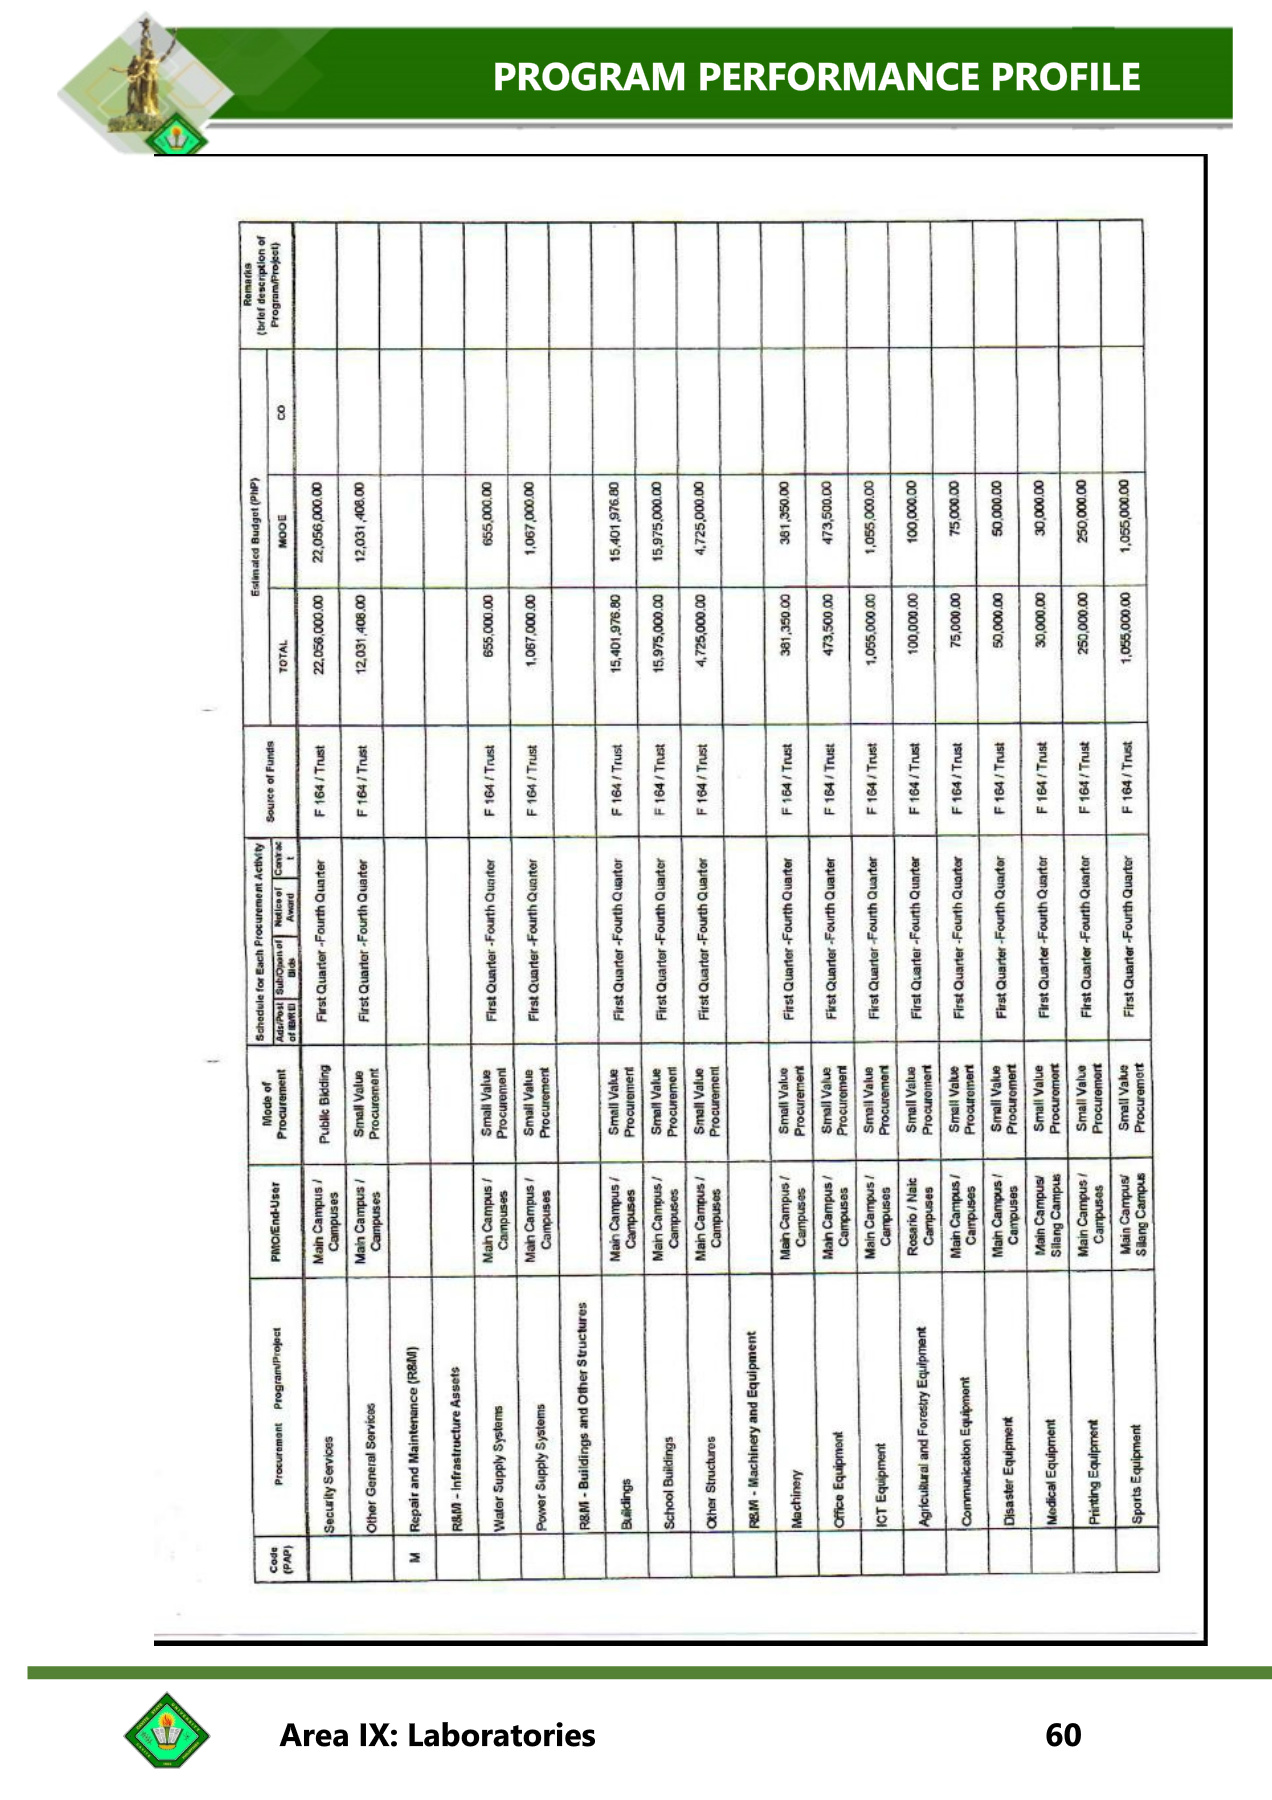 PROGRAM PERFORMANCE PROFILE
Code (PAP) | Procurement Program/Project | PMO/End-User | Mode of Procurement | Schedule for Each Procurement Activity | Source of Funds | Estimated Budget (PhP) | Remarks (brief description of Program/Project)
Ads/Post of IB/REI | Sub/Open of Bids | Notice of Award | Contract | TOTAL | MOOE | CO
Security Services | Main Campus / Campuses | Public Bidding | First Quarter -Fourth Quarter | F 164 / Trust | 22,056,000.00 | 22,056,000.00
Other General Services | Main Campus / Campuses | Small Value Procurement | First Quarter -Fourth Quarter | F 164 / Trust | 12,031,408.00 | 12,031,408.00
M | Repair and Maintenance (R&M)
R&M - Infrastructure Assets
Water Supply Systems | Main Campus / Campuses | Small Value Procurement | First Quarter -Fourth Quarter | F 164 / Trust | 655,000.00 | 655,000.00
Power Supply Systems | Main Campus / Campuses | Small Value Procurement | First Quarter -Fourth Quarter | F 164 / Trust | 1,067,000.00 | 1,067,000.00
R&M - Buildings and Other Structures
Buildings | Main Campus / Campuses | Small Value Procurement | First Quarter -Fourth Quarter | F 164 / Trust | 15,401,976.80 | 15,401,976.80
School Buildings | Main Campus / Campuses | Small Value Procurement | First Quarter -Fourth Quarter | F 164 / Trust | 15,975,000.00 | 15,975,000.00
Other Structures | Main Campus / Campuses | Small Value Procurement | First Quarter -Fourth Quarter | F 164 / Trust | 4,725,000.00 | 4,725,000.00
R&M - Machinery and Equipment
Machinery | Main Campus / Campuses | Small Value Procurement | First Quarter -Fourth Quarter | F 164 / Trust | 381,350.00 | 381,350.00
Office Equipment | Main Campus / Campuses | Small Value Procurement | First Quarter -Fourth Quarter | F 164 / Trust | 473,500.00 | 473,500.00
ICT Equipment | Main Campus / Campuses | Small Value Procurement | First Quarter -Fourth Quarter | F 164 / Trust | 1,055,000.00 | 1,055,000.00
Agricultural and Forestry Equipment | Rosario / Naic Campuses | Small Value Procurement | First Quarter -Fourth Quarter | F 164 / Trust | 100,000.00 | 100,000.00
Communication Equipment | Main Campus / Campuses | Small Value Procurement | First Quarter -Fourth Quarter | F 164 / Trust | 75,000.00 | 75,000.00
Disaster Equipment | Main Campus / Campuses | Small Value Procurement | First Quarter -Fourth Quarter | F 164 / Trust | 50,000.00 | 50,000.00
Medical Equipment | Main Campus/ Silang Campus | Small Value Procurement | First Quarter -Fourth Quarter | F 164 / Trust | 30,000.00 | 30,000.00
Printing Equipment | Main Campus / Campuses | Small Value Procurement | First Quarter -Fourth Quarter | F 164 / Trust | 250,000.00 | 250,000.00
Sports Equipment | Main Campus/ Silang Campus | Small Value Procurement | First Quarter -Fourth Quarter | F 164 / Trust | 1,055,000.00 | 1,055,000.00
Area IX: Laboratories 60